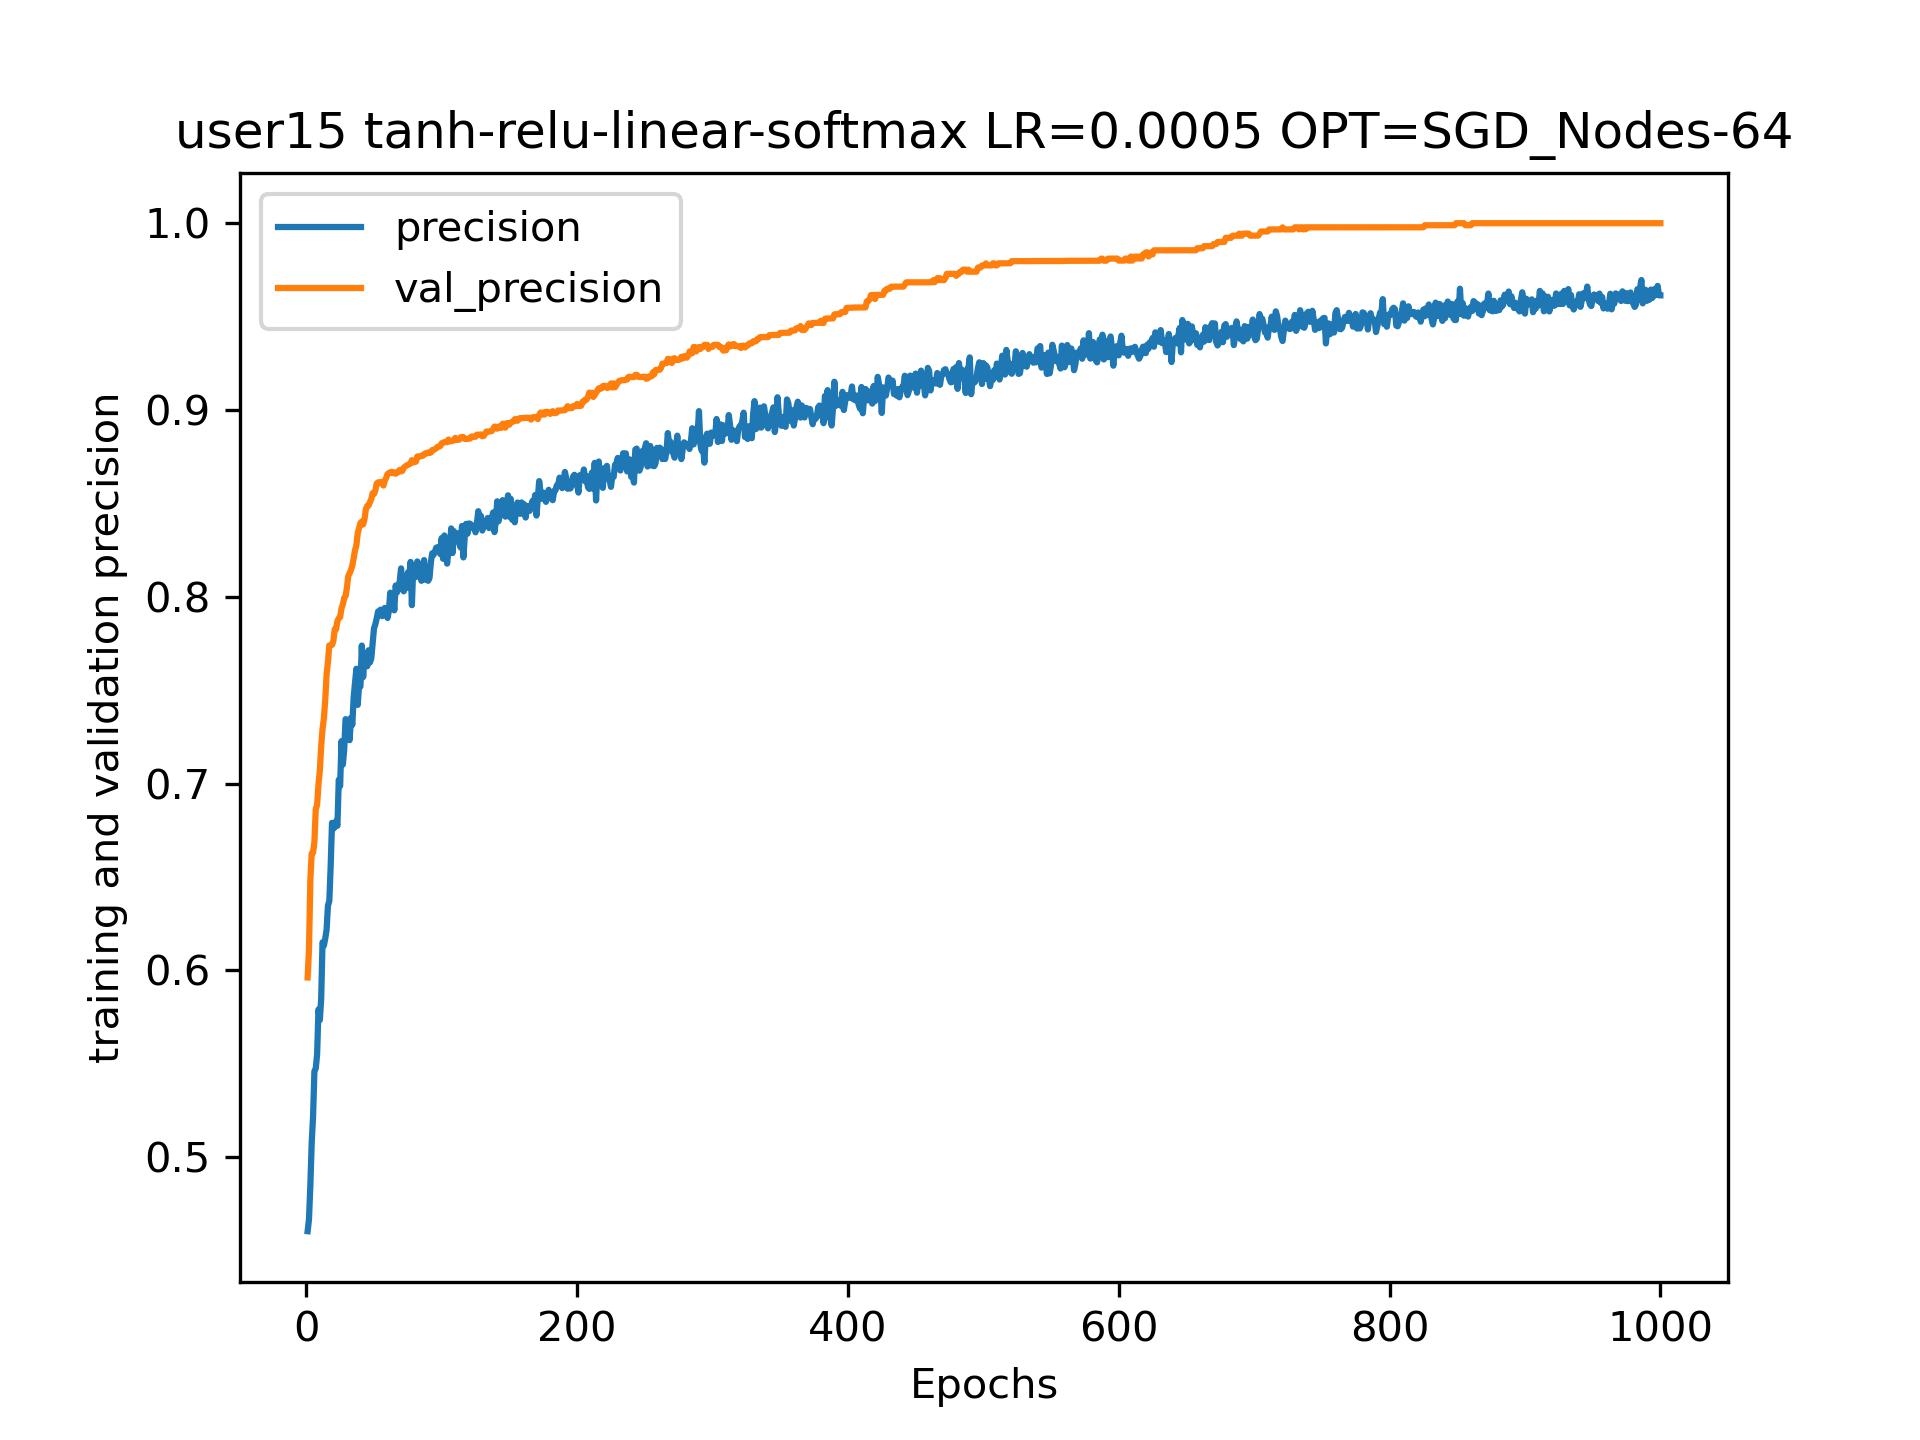 user15 tanh-relu-linear-softmax LR=0.0005 OPT=SGD_Nodes-64
precision
val_precision
training and validation precision
1.0
0.9
0.8
0.7
0.6
0.5
0 200 400 600 800 1000
Epochs